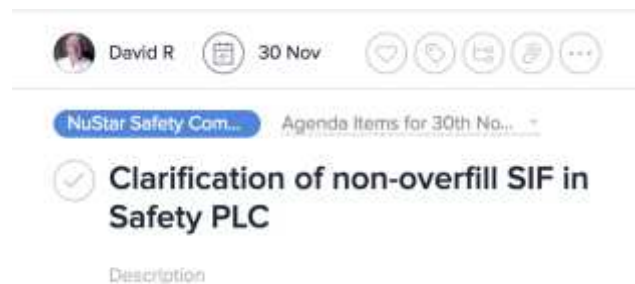 David R 30 Nov
NuStar Safety Com... Agenda Items for 30th No...
Clarification of non-overfill SIF in
Safety PLC
Description